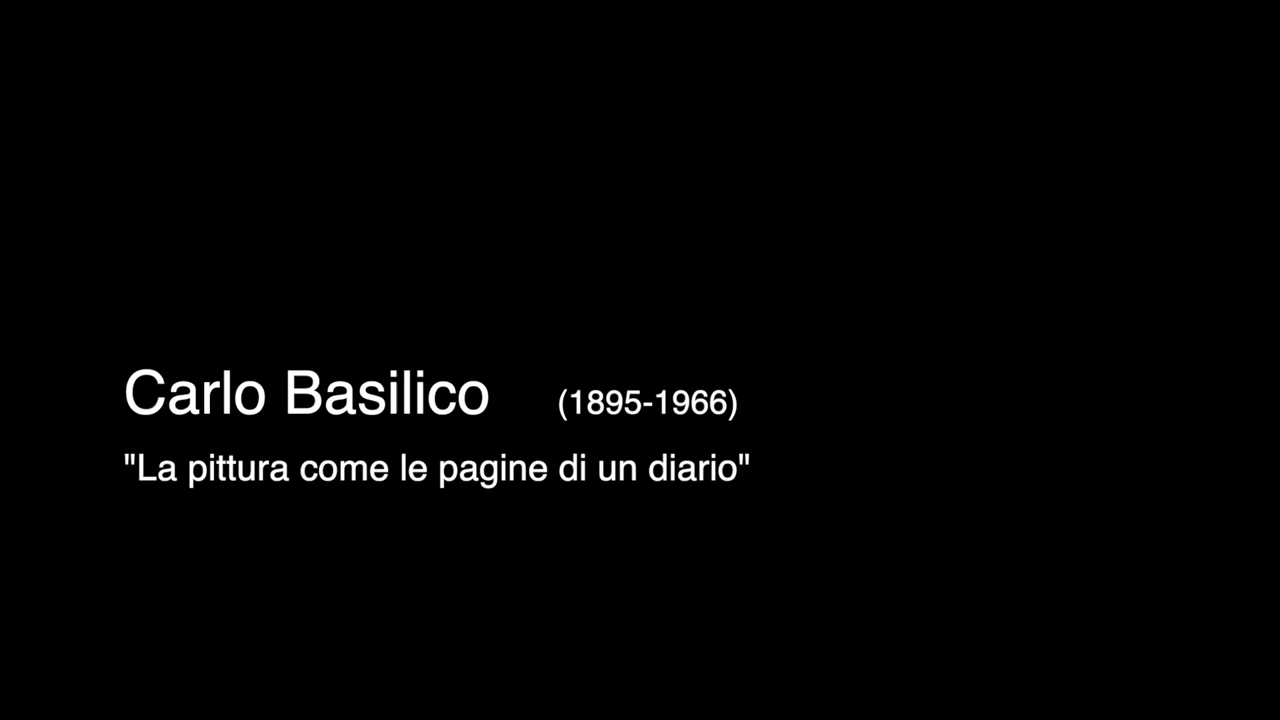 Carlo Basilico (1895-1966)
"La pittura come le pagine di un diario"